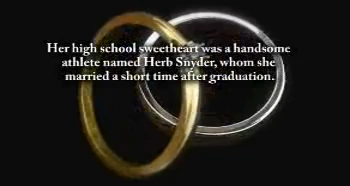 Her high school sweetheart was a handsome
athlete named Herb Snyder, whom she
married a short time after graduation.